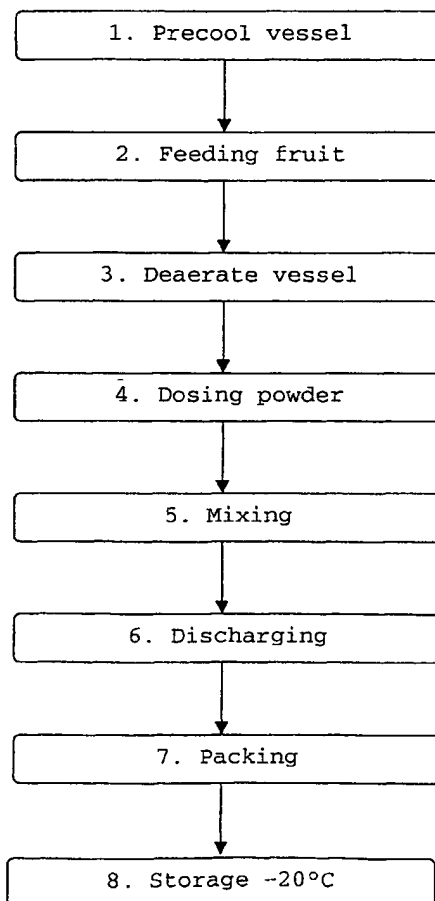 1. Precool vessel
2. Feeding fruit
3. Deaerate vessel
4. Dosing powder
5. Mixing
6. Discharging
7. Packing
8. Storage -20°C